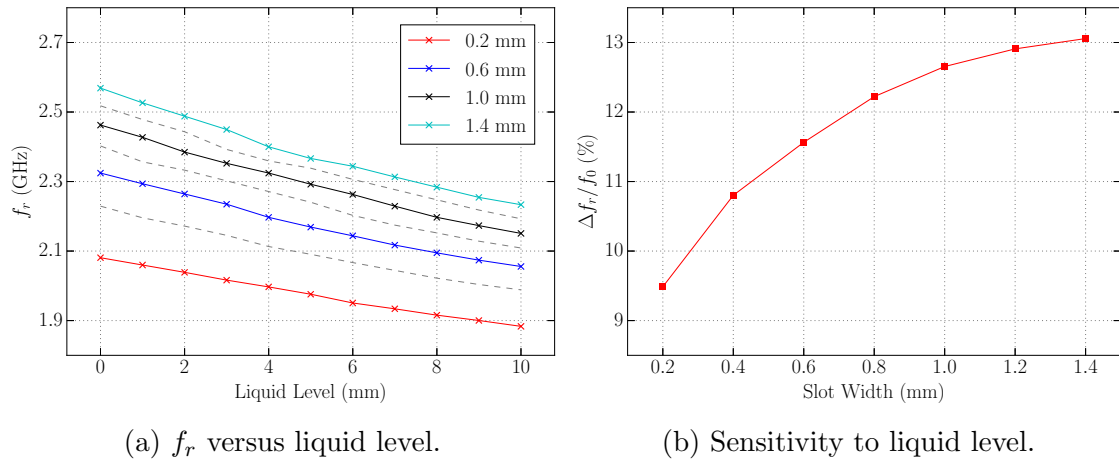 2.7
2.5
2.3
2.1
1.9
f_r (GHz)
0 2 4 6 8 10
Liquid Level (mm)
0.2 mm
0.6 mm
1.0 mm
1.4 mm
(a) f_r versus liquid level.
13
12
11
10
9
Δf_r/f_0 (%)
0.2 0.4 0.6 0.8 1.0 1.2 1.4
Slot Width (mm)
(b) Sensitivity to liquid level.